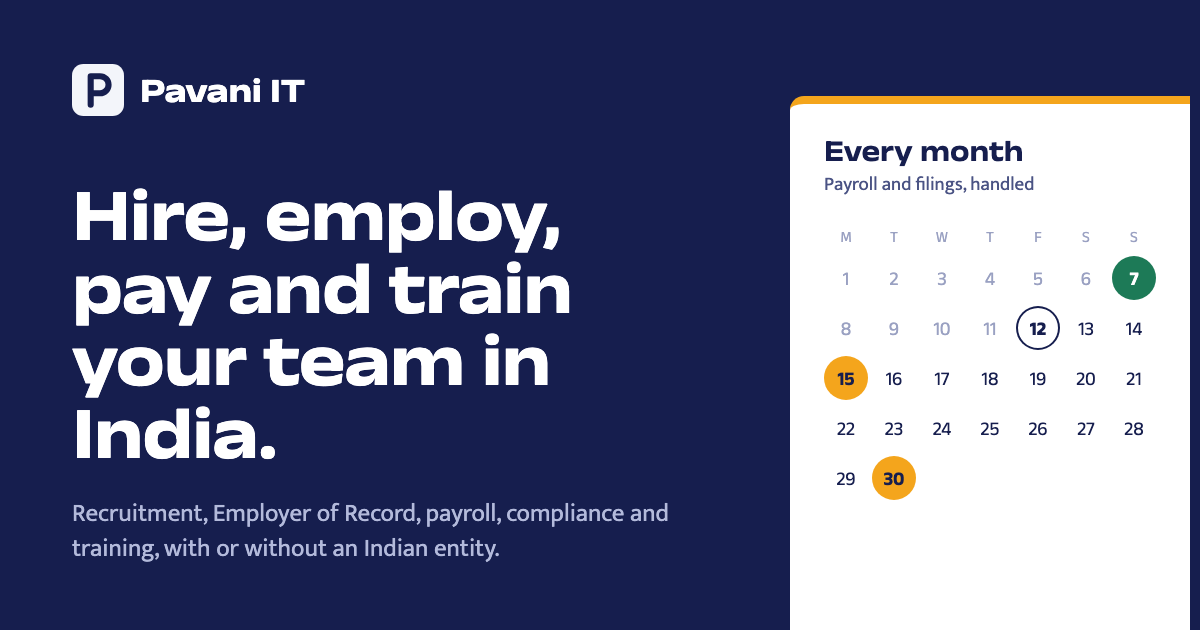 P Pavani IT
Hire, employ,
pay and train
your team in
India.
Recruitment, Employer of Record, payroll, compliance and
training, with or without an Indian entity.
Every month
Payroll and filings, handled
M T W T F S S
1 2 3 4 5 6 7
8 9 10 11 12 13 14
15 16 17 18 19 20 21
22 23 24 25 26 27 28
29 30